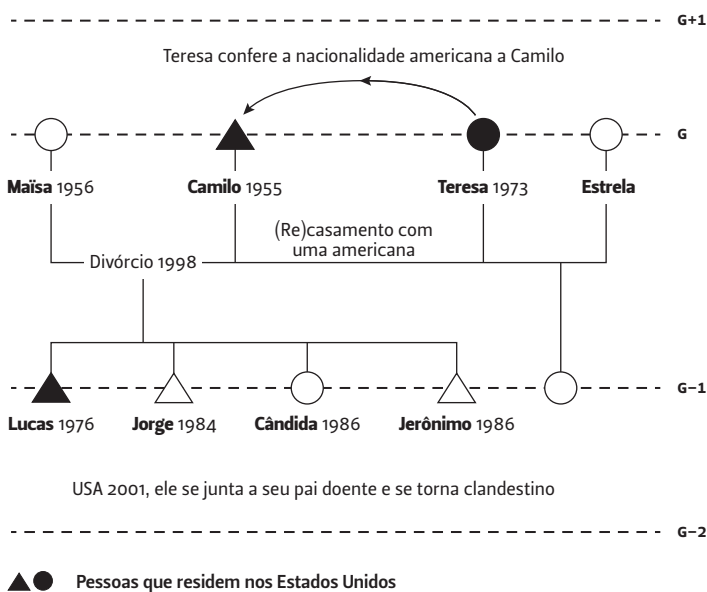 G+1
Teresa confere a nacionalidade americana a Camilo
G
Maïsa 1956
Camilo 1955
Teresa 1973
Estrela
(Re)casamento com
uma americana
Divórcio 1998
G–1
Lucas 1976
Jorge 1984
Cândida 1986
Jerônimo 1986
USA 2001, ele se junta a seu pai doente e se torna clandestino
G–2
Pessoas que residem nos Estados Unidos